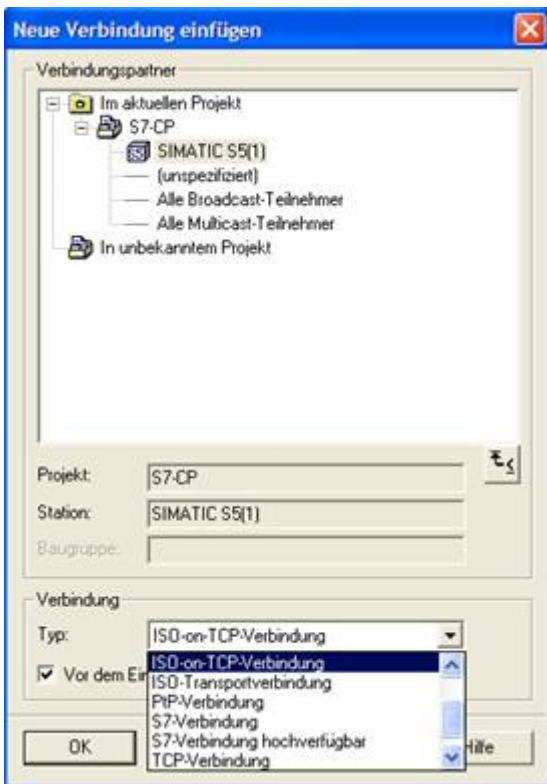 Neue Verbindung einfügen
Verbindungspartner
Im aktuellen Projekt
S7-CP
SIMATIC S5(1)
(unspezifiziert)
Alle Broadcast-Teilnehmer
Alle Multicast-Teilnehmer
In unbekanntem Projekt
Projekt: S7-CP
Station: SIMATIC S5(1)
Baugruppe:
Verbindung
Typ: ISO-on-TCP-Verbindung
ISO-on-TCP-Verbindung
Vor dem Ei
ISO-Transportverbindung
PtP-Verbindung
S7-Verbindung
S7-Verbindung hochverfügbar
TCP-Verbindung
OK
Hilfe